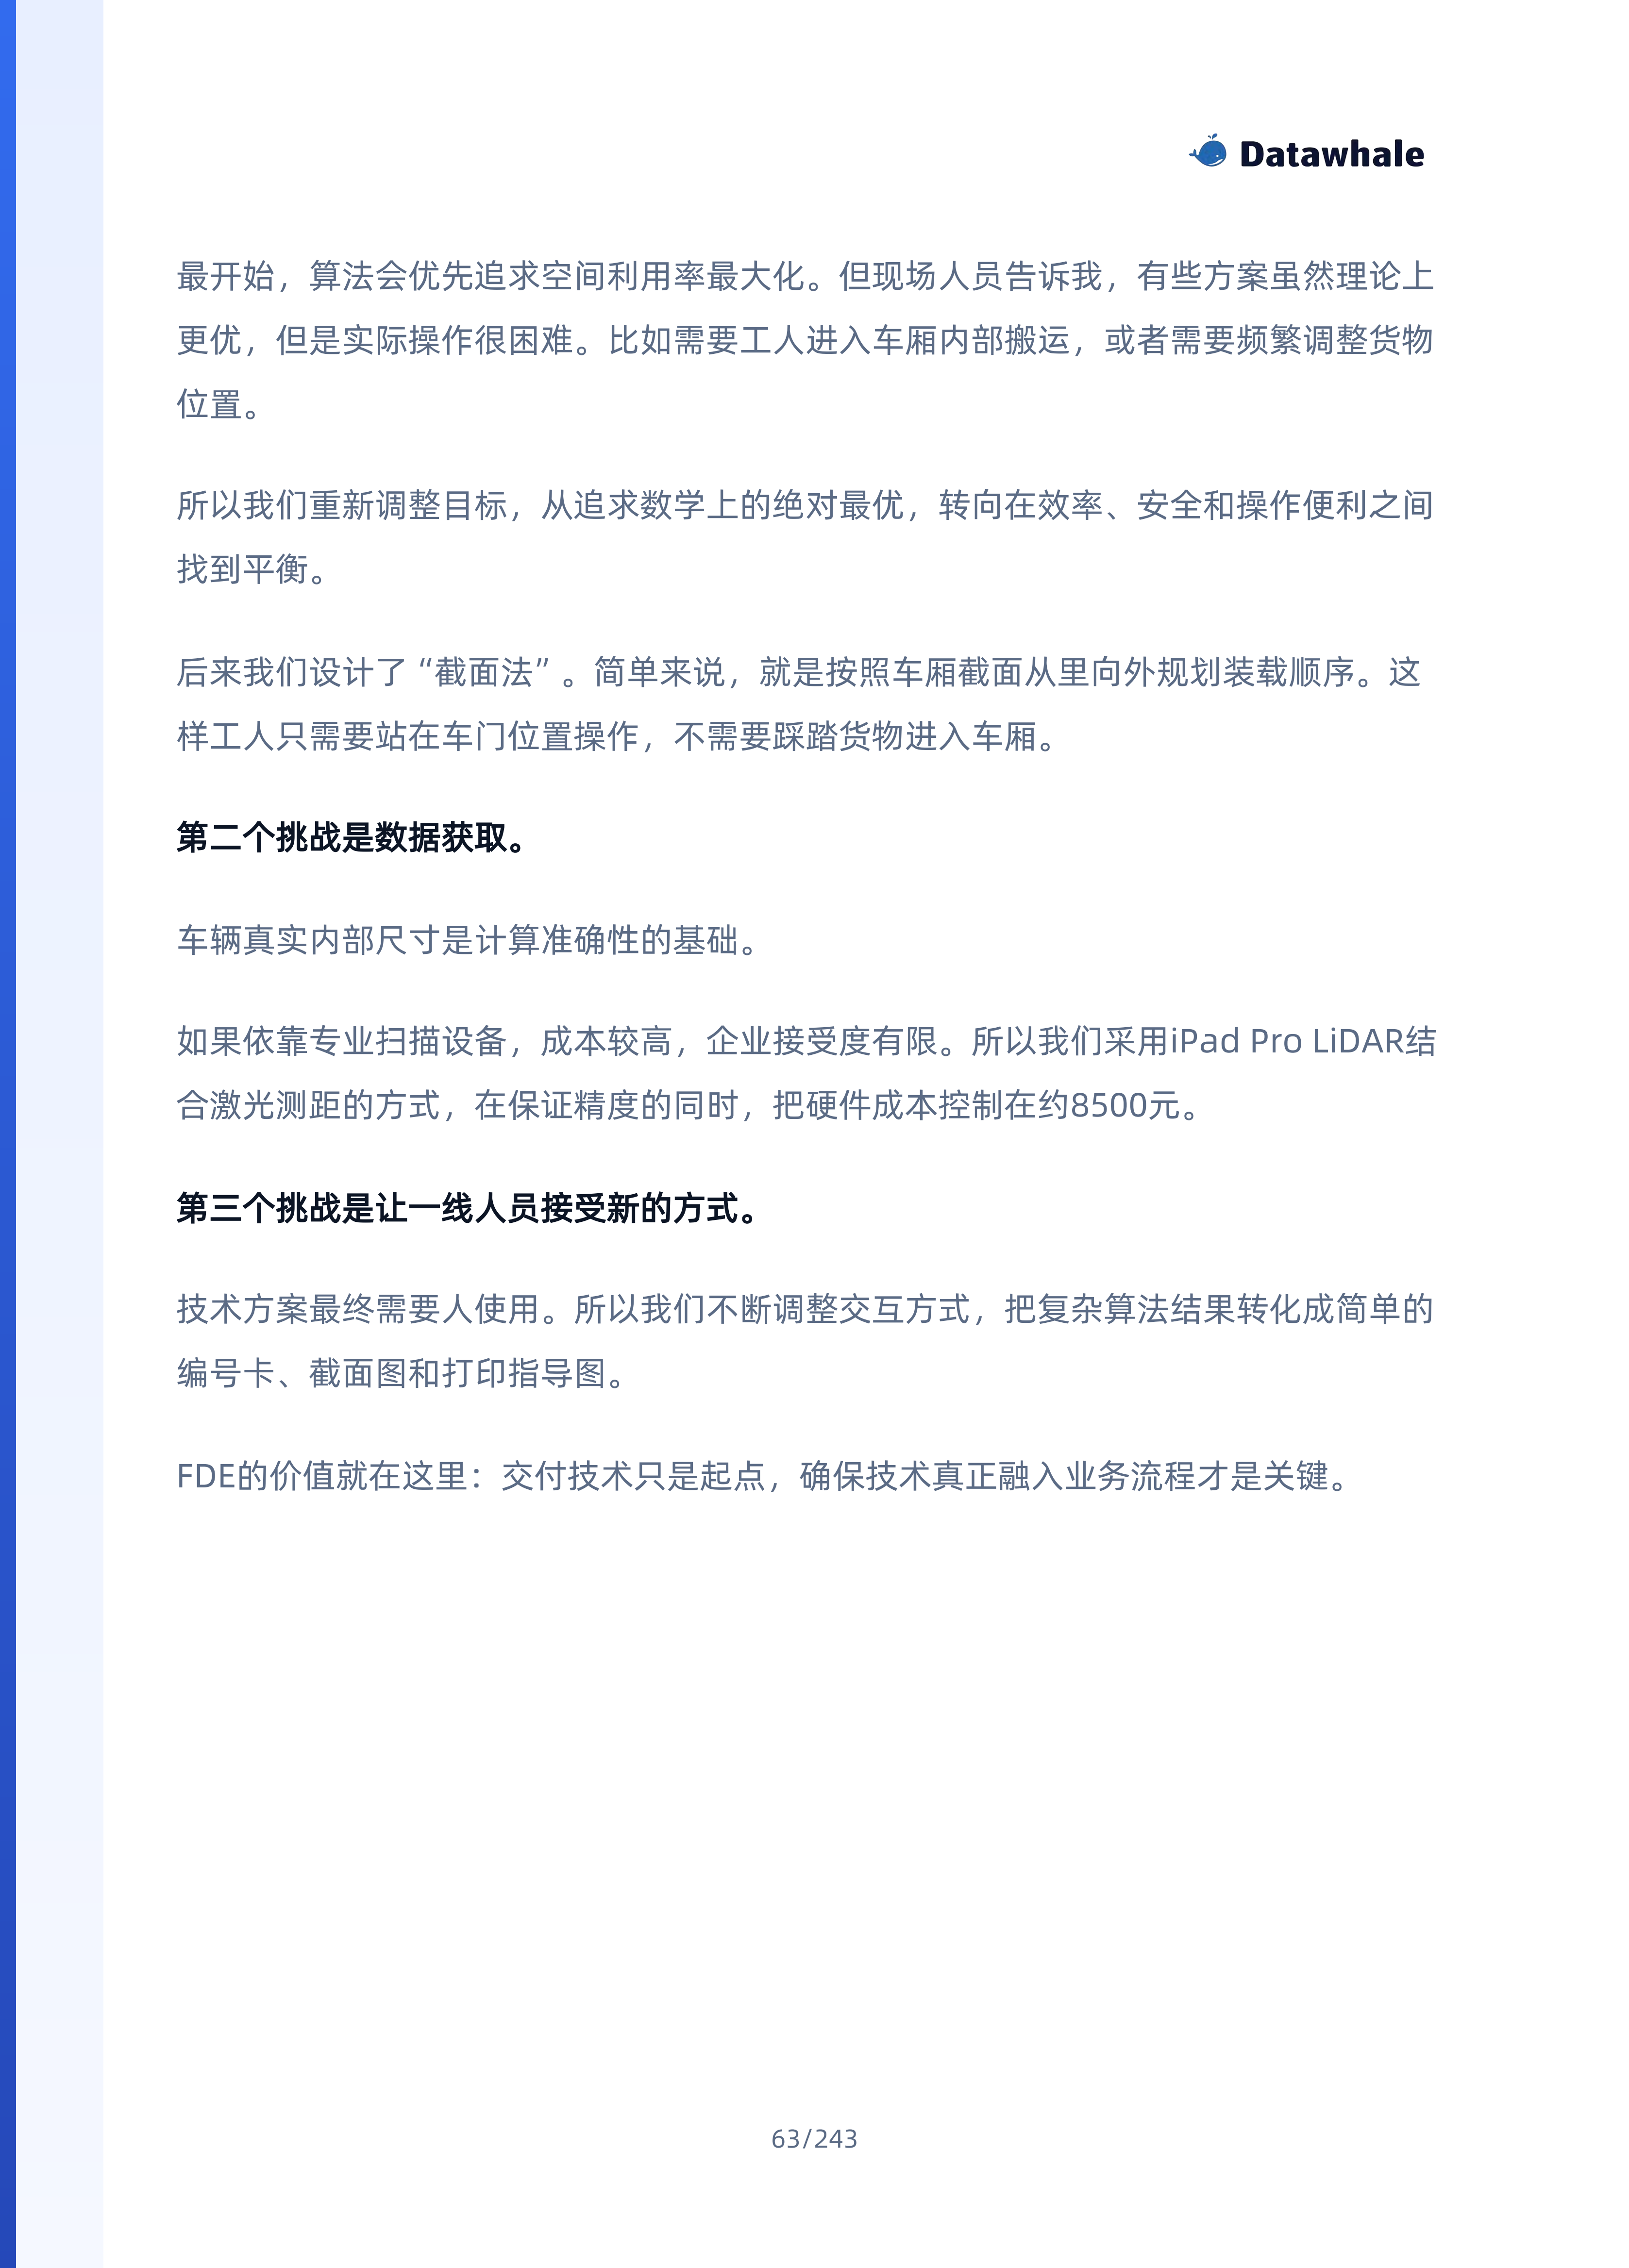 Datawhale
最开始，算法会优先追求空间利用率最大化。但现场人员告诉我，有些方案虽然理论上
更优，但是实际操作很困难。比如需要工人进入车厢内部搬运，或者需要频繁调整货物
位置。
所以我们重新调整目标，从追求数学上的绝对最优，转向在效率、安全和操作便利之间
找到平衡。
后来我们设计了“截面法”。简单来说，就是按照车厢截面从里向外规划装载顺序。这
样工人只需要站在车门位置操作，不需要踩踏货物进入车厢。
第二个挑战是数据获取。
车辆真实内部尺寸是计算准确性的基础。
如果依靠专业扫描设备，成本较高，企业接受度有限。所以我们采用iPad Pro LiDAR结
合激光测距的方式，在保证精度的同时，把硬件成本控制在约8500元。
第三个挑战是让一线人员接受新的方式。
技术方案最终需要人使用。所以我们不断调整交互方式，把复杂算法结果转化成简单的
编号卡、截面图和打印指导图。
FDE的价值就在这里：交付技术只是起点，确保技术真正融入业务流程才是关键。
63/243